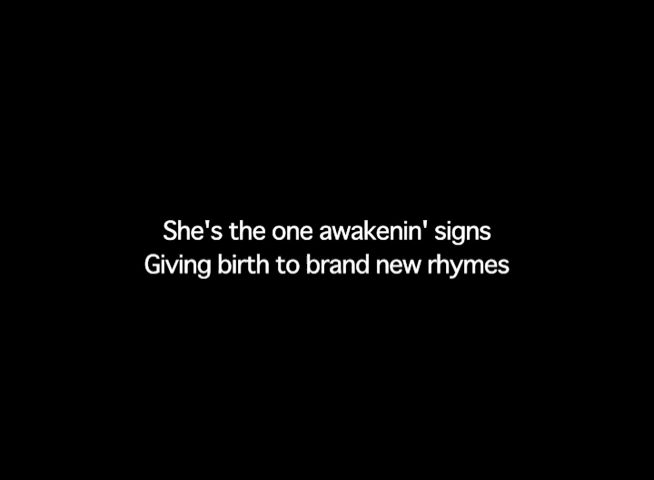 She's the one awakenin' signs
Giving birth to brand new rhymes